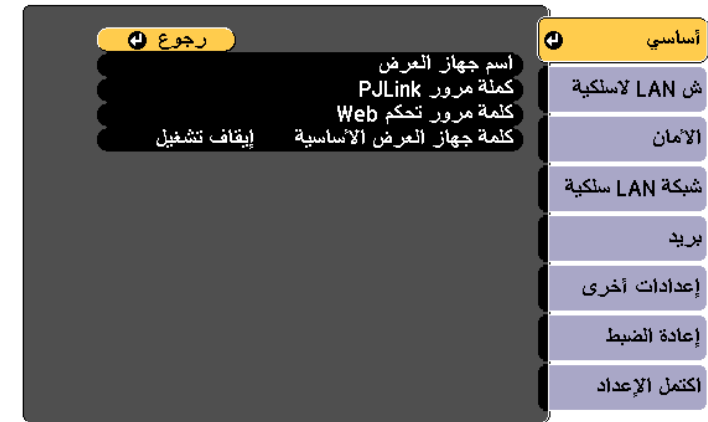 أساسي
ش LAN لاسلكية
الأمان
شبكة LAN سلكية
بريد
إعدادات أخرى
إعادة الضبط
اكتمل الإعداد
رجوع
اسم جهاز العرض
كملة مرور PJLink
كلمة مرور تحكم Web
كلمة جهاز العرض الأساسية إيقاف تشغيل